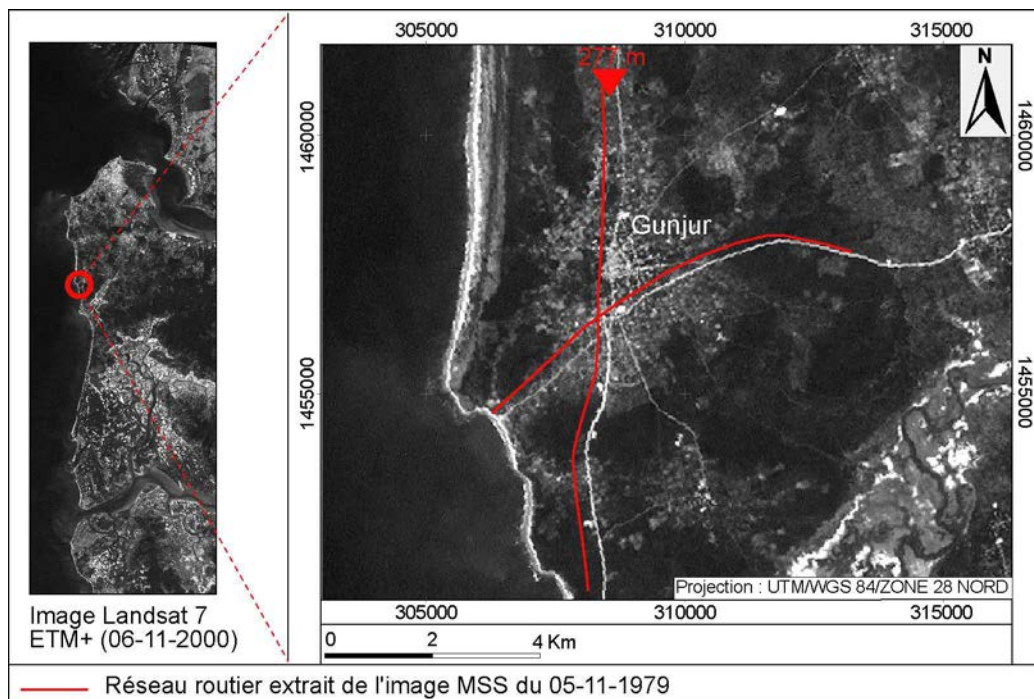 305000 310000 315000
277 m
N
1460000 1460000
Gunjur
1455000 1455000
Projection : UTM/WGS 84/ZONE 28 NORD
305000 310000 315000
Image Landsat 7
ETM+ (06-11-2000)
0 2 4 Km
Réseau routier extrait de l'image MSS du 05-11-1979